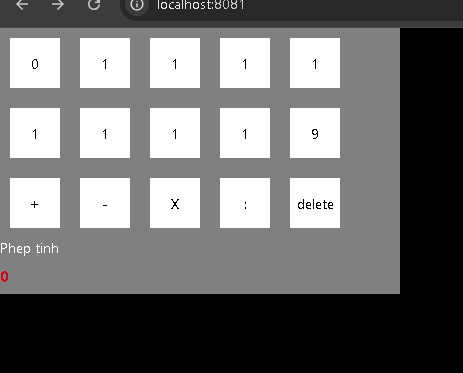 localhost:8081
0 1 1 1 1
1 1 1 1 9
+ - X : delete
Phep tinh
0